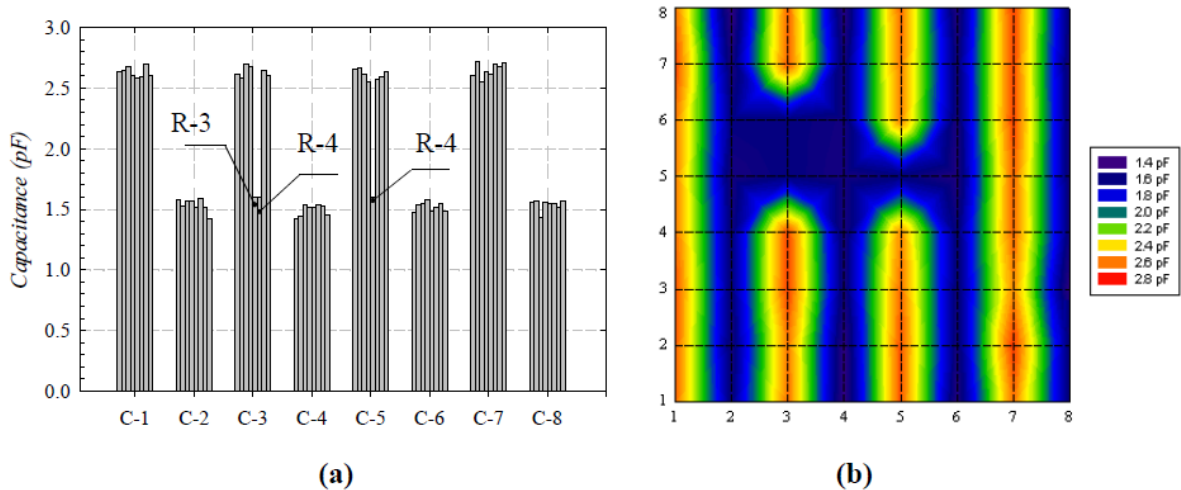 3.0
2.5
2.0
1.5
1.0
0.5
0.0
Capacitance (pF)
R-3
R-4
R-4
C-1 C-2 C-3 C-4 C-5 C-6 C-7 C-8
(a)
8
7
6
5
4
3
2
1
1 2 3 4 5 6 7 8
1.4 pF
1.6 pF
1.8 pF
2.0 pF
2.2 pF
2.4 pF
2.6 pF
2.8 pF
(b)